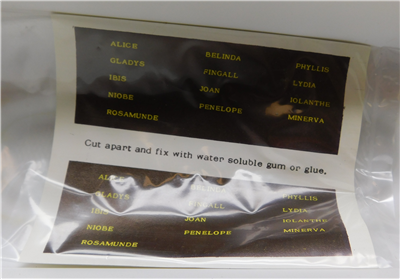 ALICE BELINDA PHYLLIS
GLADYS FINGALL LYDIA
IBIS JOAN IOLANTHE
NIOBE PENELOPE MINERVA
ROSAMUNDE
Cut apart and fix with water soluble gum or glue,
ALICE PHYLLIS
GLADYS LYDIA
IBIS JOAN IOLANTHE
NIOBE PENELOPE MINERVA
ROSAMUNDE